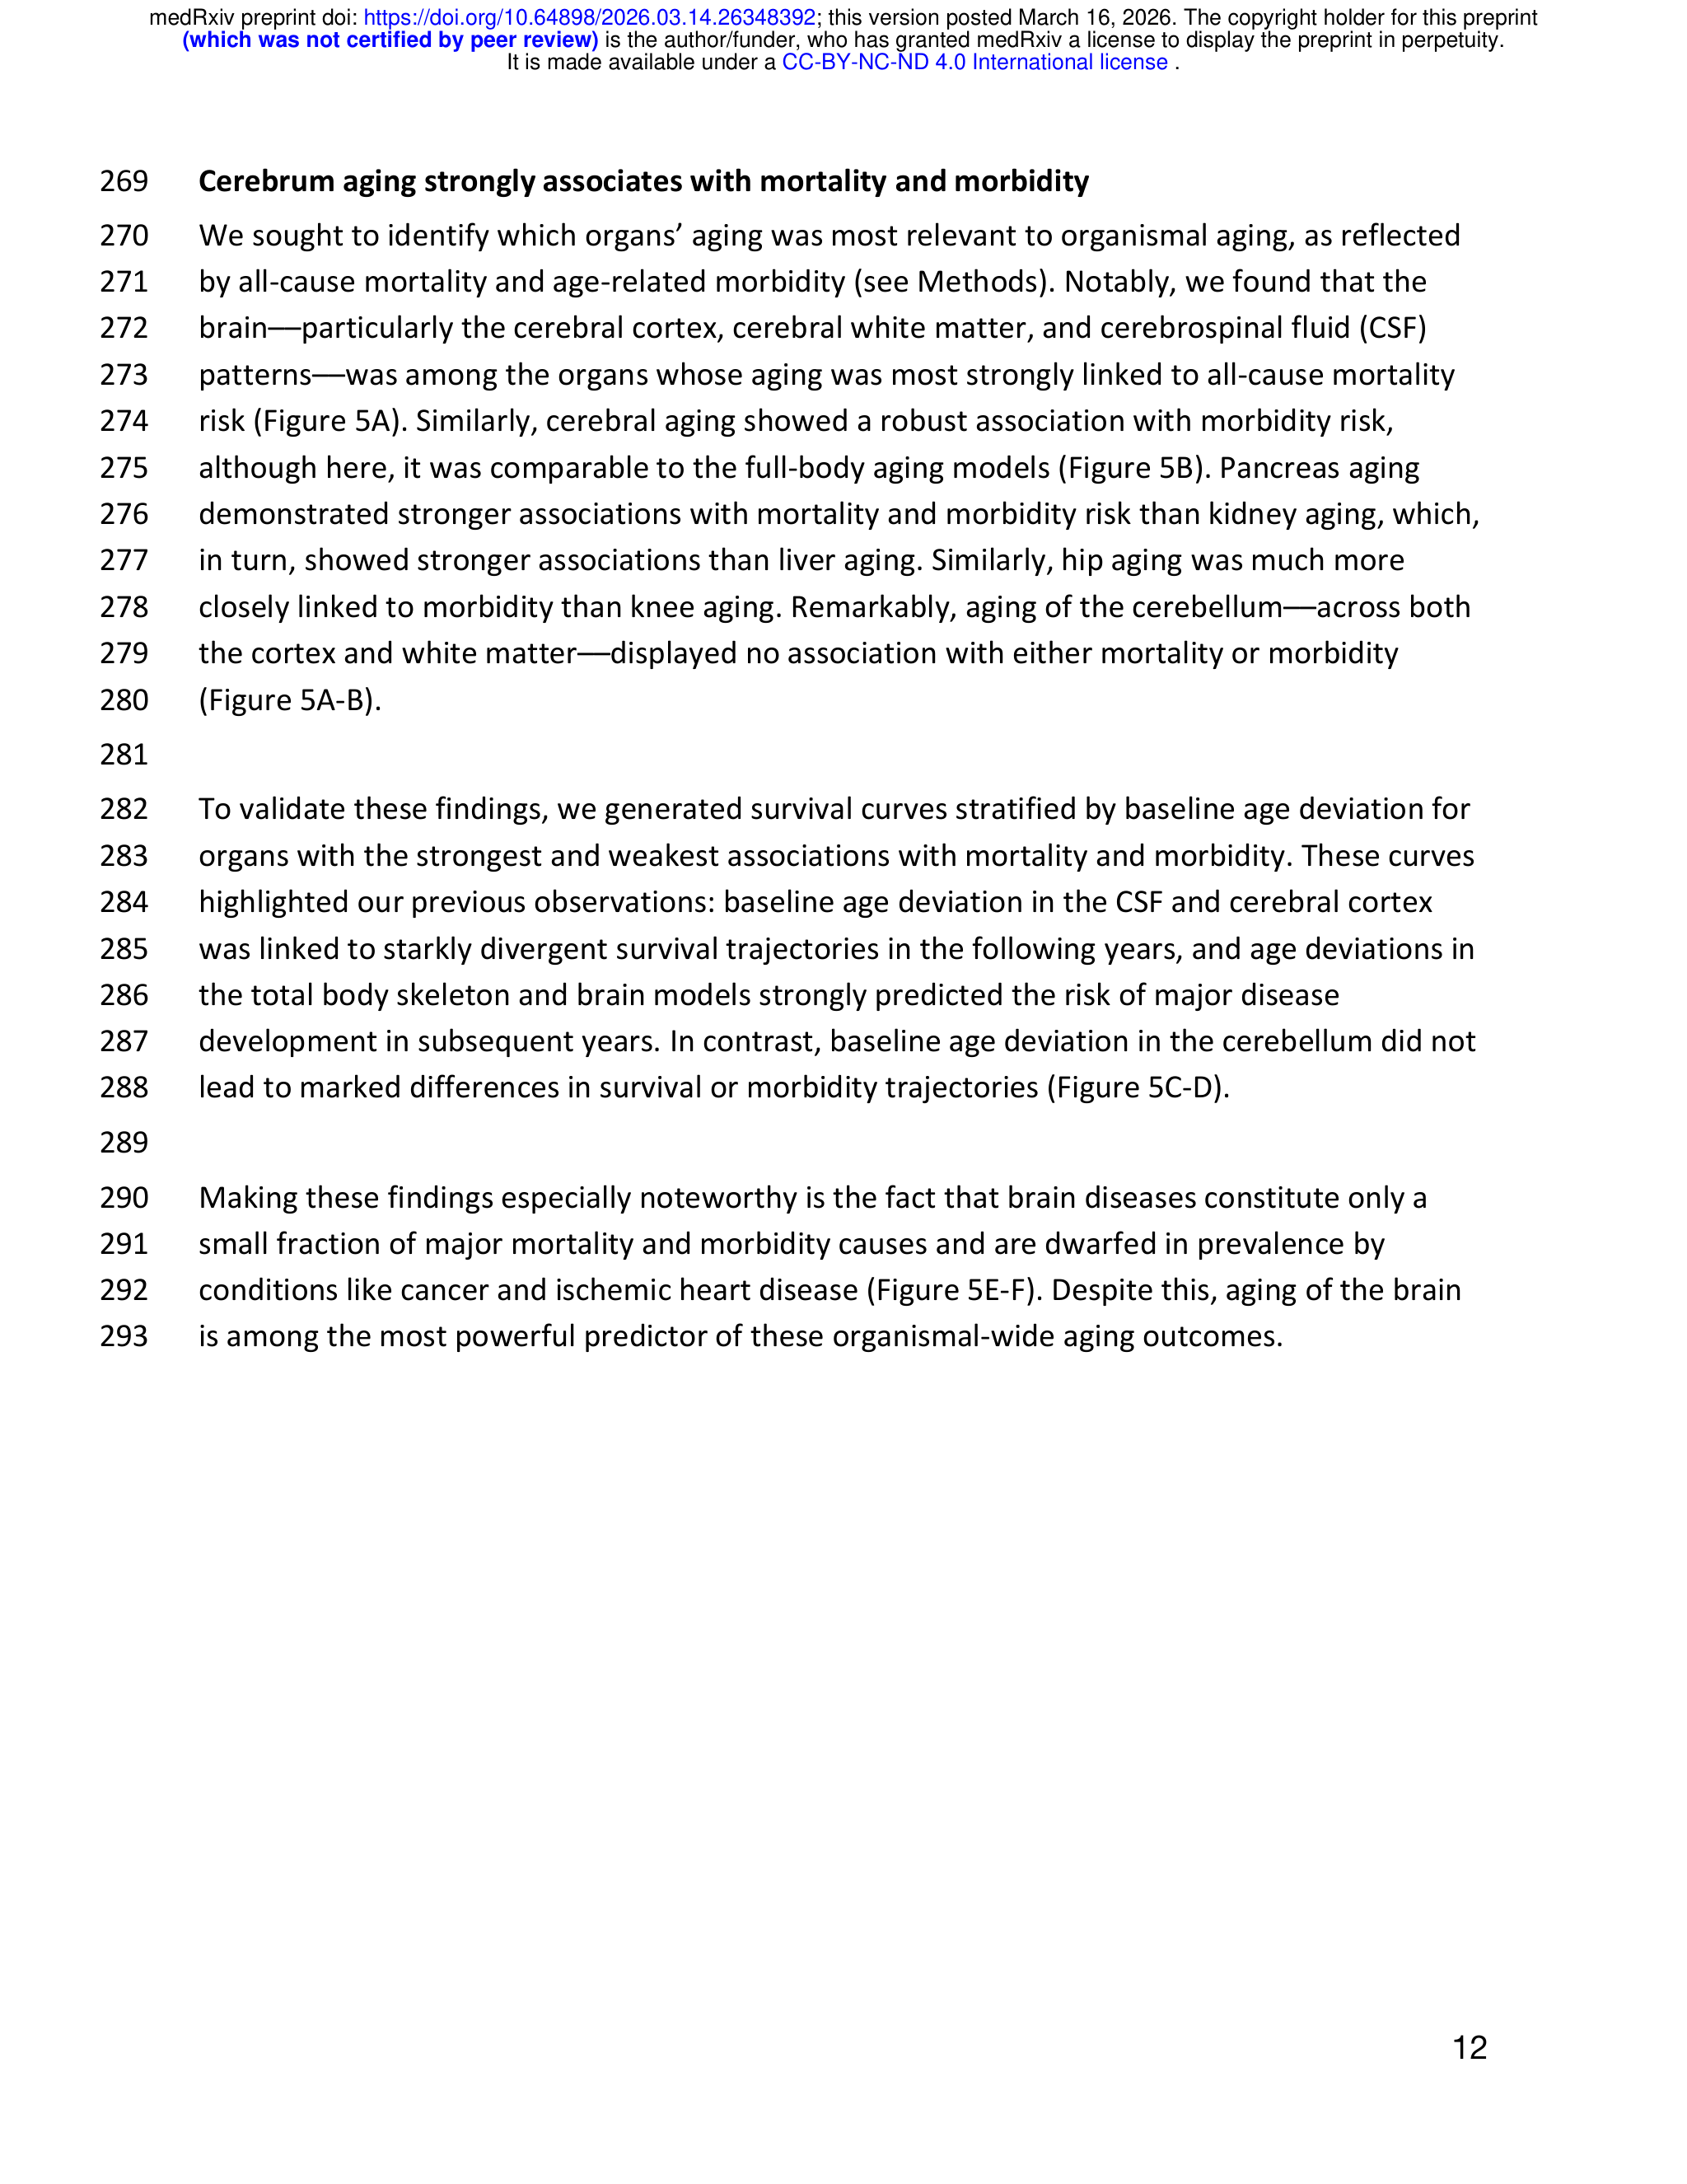 medRxiv preprint doi: https://doi.org/10.64898/2026.03.14.26348392; this version posted March 16, 2026. The copyright holder for this preprint
(which was not certified by peer review) is the author/funder, who has granted medRxiv a license to display the preprint in perpetuity.
It is made available under a CC-BY-NC-ND 4.0 International license .
269 Cerebrum aging strongly associates with mortality and morbidity
270 We sought to identify which organs’ aging was most relevant to organismal aging, as reflected
271 by all-cause mortality and age-related morbidity (see Methods). Notably, we found that the
272 brain––particularly the cerebral cortex, cerebral white matter, and cerebrospinal fluid (CSF)
273 patterns––was among the organs whose aging was most strongly linked to all-cause mortality
274 risk (Figure 5A). Similarly, cerebral aging showed a robust association with morbidity risk,
275 although here, it was comparable to the full-body aging models (Figure 5B). Pancreas aging
276 demonstrated stronger associations with mortality and morbidity risk than kidney aging, which,
277 in turn, showed stronger associations than liver aging. Similarly, hip aging was much more
278 closely linked to morbidity than knee aging. Remarkably, aging of the cerebellum––across both
279 the cortex and white matter––displayed no association with either mortality or morbidity
280 (Figure 5A-B).
281
282 To validate these findings, we generated survival curves stratified by baseline age deviation for
283 organs with the strongest and weakest associations with mortality and morbidity. These curves
284 highlighted our previous observations: baseline age deviation in the CSF and cerebral cortex
285 was linked to starkly divergent survival trajectories in the following years, and age deviations in
286 the total body skeleton and brain models strongly predicted the risk of major disease
287 development in subsequent years. In contrast, baseline age deviation in the cerebellum did not
288 lead to marked differences in survival or morbidity trajectories (Figure 5C-D).
289
290 Making these findings especially noteworthy is the fact that brain diseases constitute only a
291 small fraction of major mortality and morbidity causes and are dwarfed in prevalence by
292 conditions like cancer and ischemic heart disease (Figure 5E-F). Despite this, aging of the brain
293 is among the most powerful predictor of these organismal-wide aging outcomes.
12